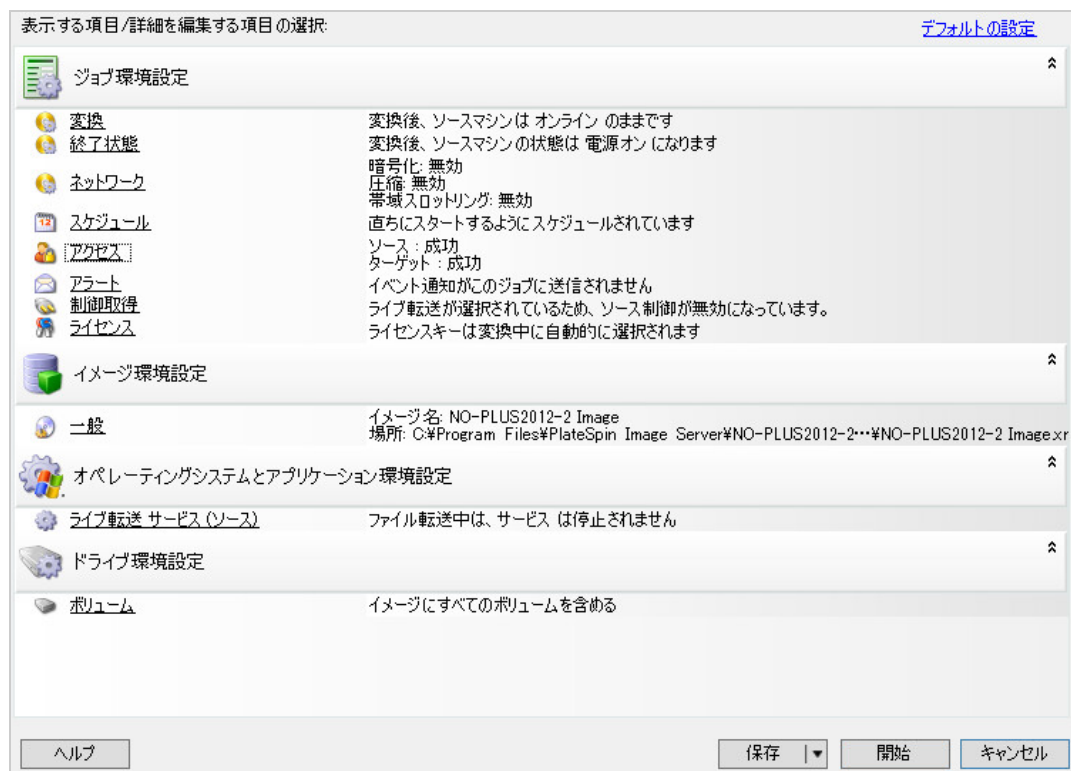 表示する項目/詳細を編集する項目の選択:
デフォルトの設定
ジョブ環境設定
変換 変換後、ソースマシンは オンライン のままです
終了状態 変換後、ソースマシンの状態は 電源オン になります
ネットワーク 暗号化: 無効
圧縮: 無効
帯域スロットリング: 無効
スケジュール 直ちにスタートするようにスケジュールされています
アクセス ソース : 成功
ターゲット : 成功
アラート イベント通知がこのジョブに送信されません
制御取得 ライブ転送が選択されているため、ソース制御が無効になっています。
ライセンス ライセンスキーは変換中に自動的に選択されます
イメージ環境設定
一般 イメージ名: NO-PLUS2012-2 Image
場所: C:¥Program Files¥PlateSpin Image Server¥NO-PLUS2012-2…¥NO-PLUS2012-2 Image.xr
オペレーティングシステムとアプリケーション環境設定
ライブ転送 サービス (ソース) ファイル転送中は、サービス は停止されません
ドライブ環境設定
ボリューム イメージにすべてのボリュームを含める
ヘルプ 保存 開始 キャンセル